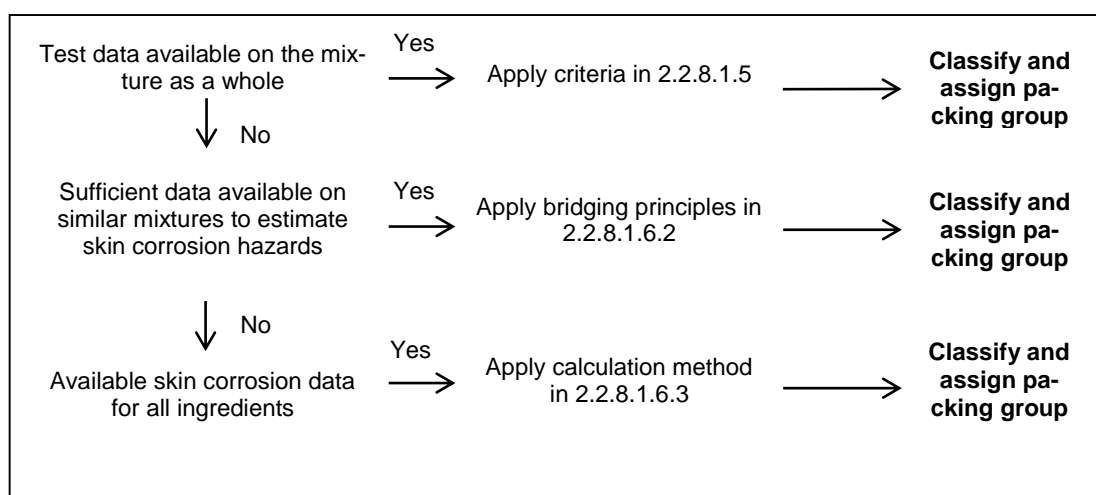 Test data available on the mix-
ture as a whole
Yes
Apply criteria in 2.2.8.1.5
Classify and
assign pa-
cking group
No
Sufficient data available on
similar mixtures to estimate
skin corrosion hazards
Yes
Apply bridging principles in
2.2.8.1.6.2
Classify and
assign pa-
cking group
No
Available skin corrosion data
for all ingredients
Yes
Apply calculation method
in 2.2.8.1.6.3
Classify and
assign pa-
cking group